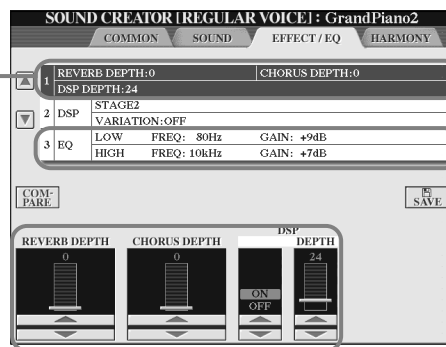 SOUND CREATOR [REGULAR VOICE] : GrandPiano2
COMMON SOUND EFFECT / EQ HARMONY
1 REVERB DEPTH:0 CHORUS DEPTH:0
DSP DEPTH:24
2 DSP STAGE2
VARIATION:OFF
3 EQ LOW FREQ: 80Hz GAIN: +9dB
HIGH FREQ: 10kHz GAIN: +7dB
COM-
PARE
SAVE
REVERB DEPTH CHORUS DEPTH DSP DEPTH
0 0 24
ON
OFF